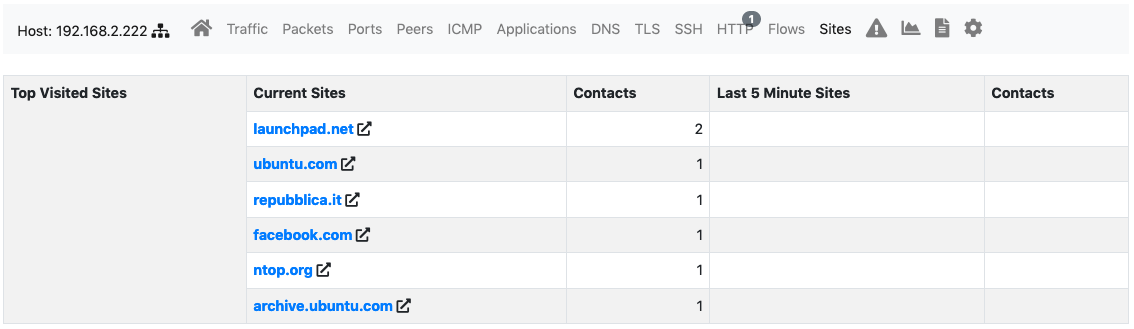 Host: 192.168.2.222 Traffic Packets Ports Peers ICMP Applications DNS TLS SSH HTTP 1 Flows Sites
Top Visited Sites Current Sites Contacts Last 5 Minute Sites Contacts
launchpad.net 2
ubuntu.com 1
repubblica.it 1
facebook.com 1
ntop.org 1
archive.ubuntu.com 1